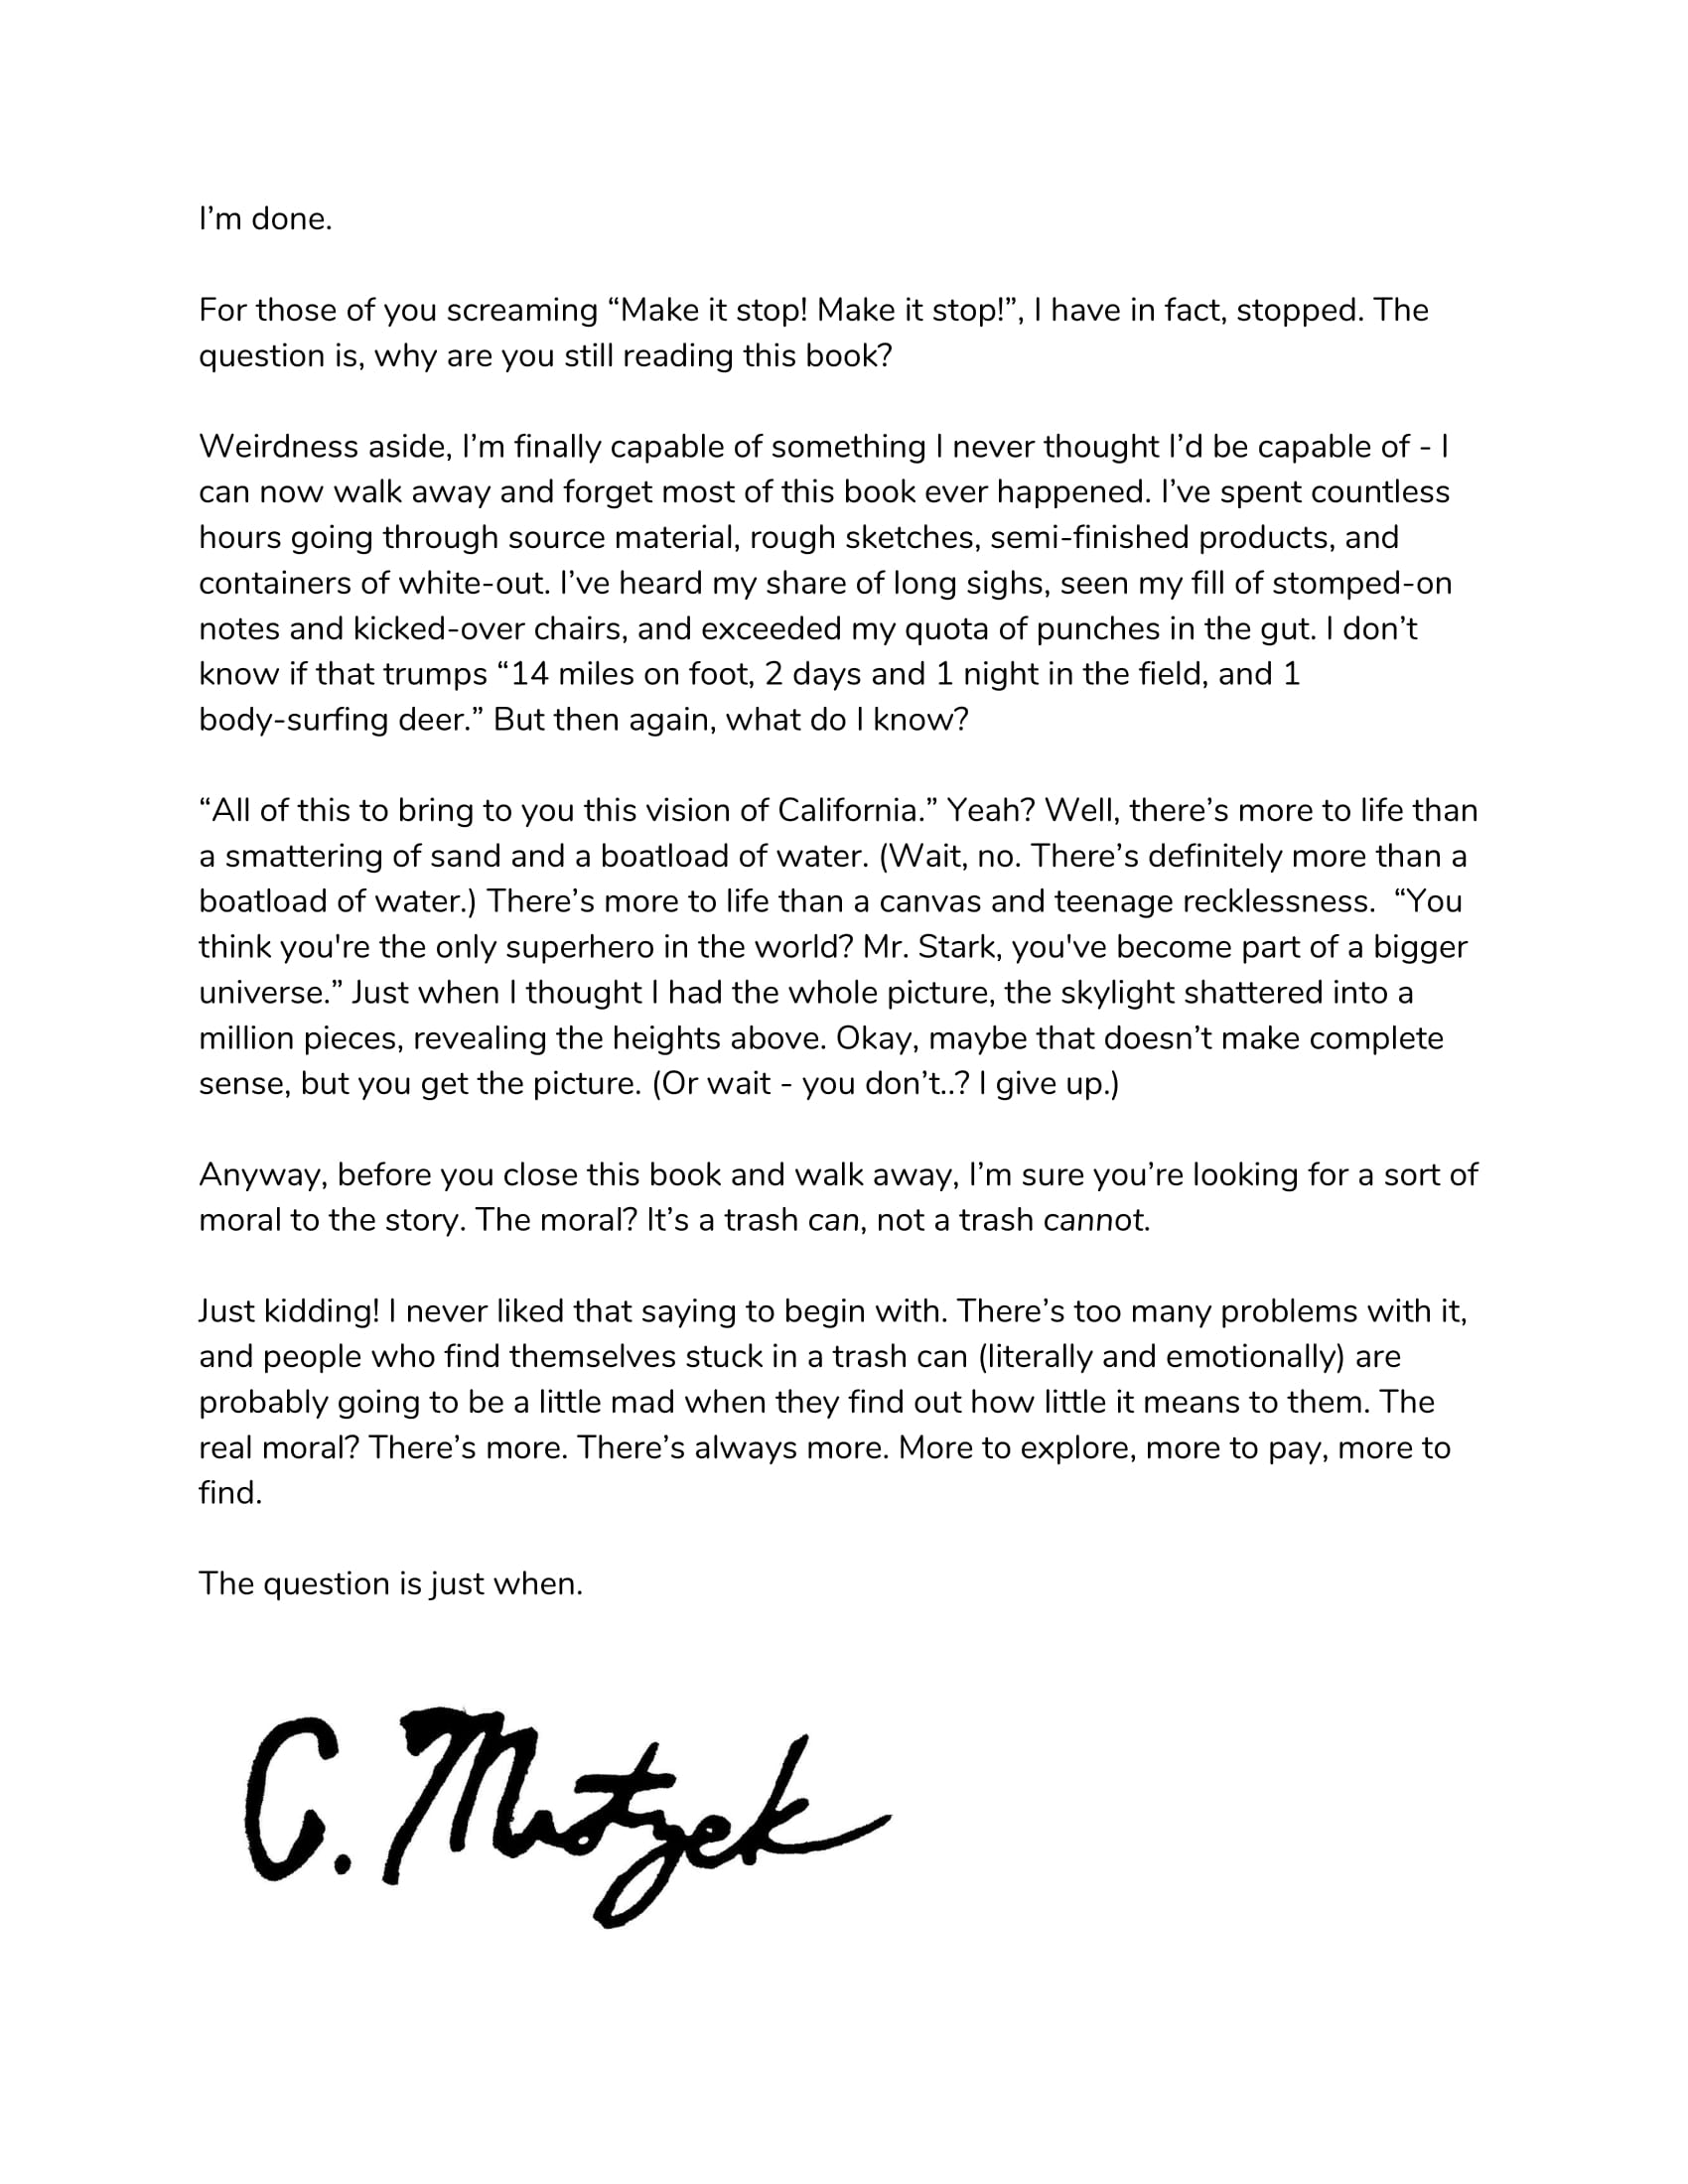 I’m done.
For those of you screaming “Make it stop! Make it stop!”, I have in fact, stopped. The
question is, why are you still reading this book?
Weirdness aside, I’m finally capable of something I never thought I’d be capable of - I
can now walk away and forget most of this book ever happened. I’ve spent countless
hours going through source material, rough sketches, semi-finished products, and
containers of white-out. I’ve heard my share of long sighs, seen my fill of stomped-on
notes and kicked-over chairs, and exceeded my quota of punches in the gut. I don’t
know if that trumps “14 miles on foot, 2 days and 1 night in the field, and 1
body-surfing deer.” But then again, what do I know?
“All of this to bring to you this vision of California.” Yeah? Well, there’s more to life than
a smattering of sand and a boatload of water. (Wait, no. There’s definitely more than a
boatload of water.) There’s more to life than a canvas and teenage recklessness.  “You
think you're the only superhero in the world? Mr. Stark, you've become part of a bigger
universe.” Just when I thought I had the whole picture, the skylight shattered into a
million pieces, revealing the heights above. Okay, maybe that doesn’t make complete
sense, but you get the picture. (Or wait - you don’t..? I give up.)
Anyway, before you close this book and walk away, I’m sure you’re looking for a sort of
moral to the story. The moral? It’s a trash can, not a trash cannot.
Just kidding! I never liked that saying to begin with. There’s too many problems with it,
and people who find themselves stuck in a trash can (literally and emotionally) are
probably going to be a little mad when they find out how little it means to them. The
real moral? There’s more. There’s always more. More to explore, more to pay, more to
find.
The question is just when.
C.